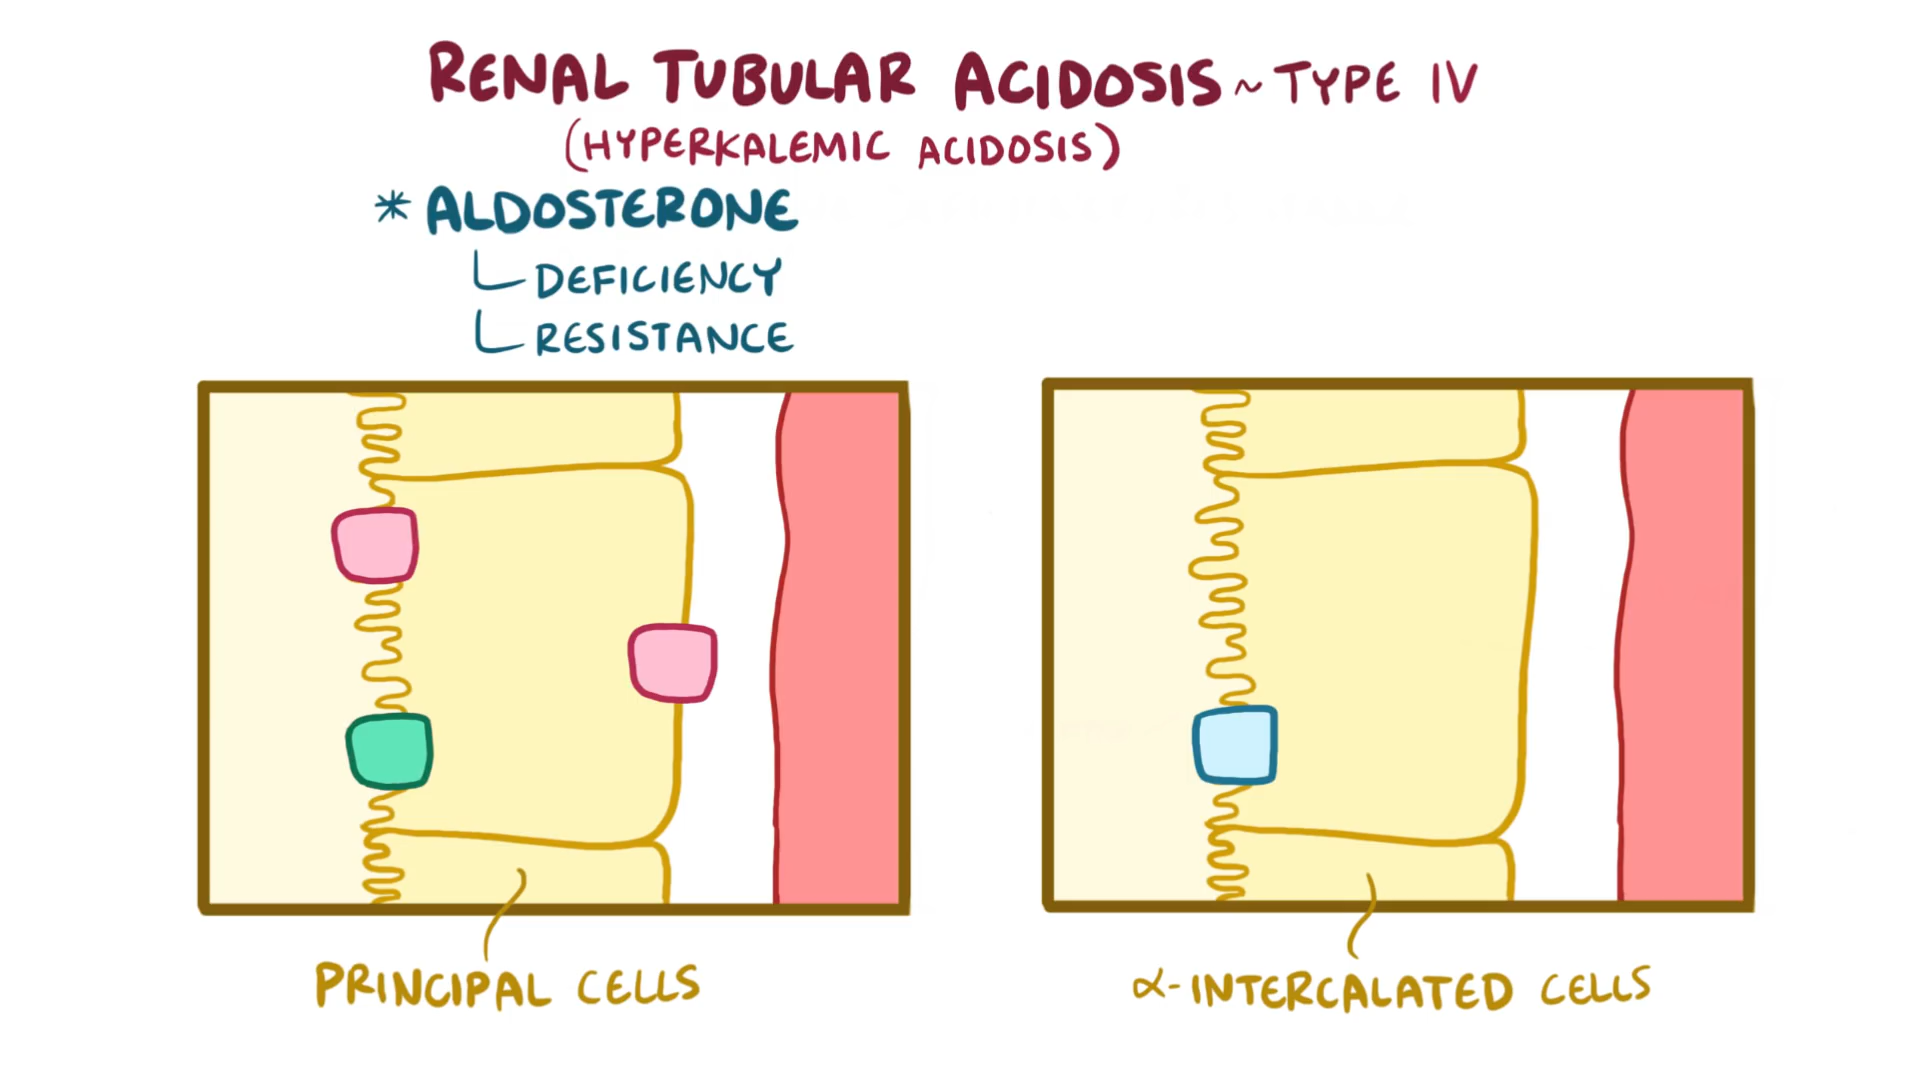 RENAL TUBULAR ACIDOSIS ~ TYPE IV
(HYPERKALEMIC ACIDOSIS)
* ALDOSTERONE
DEFICIENCY
RESISTANCE
PRINCIPAL CELLS
α-INTERCALATED CELLS